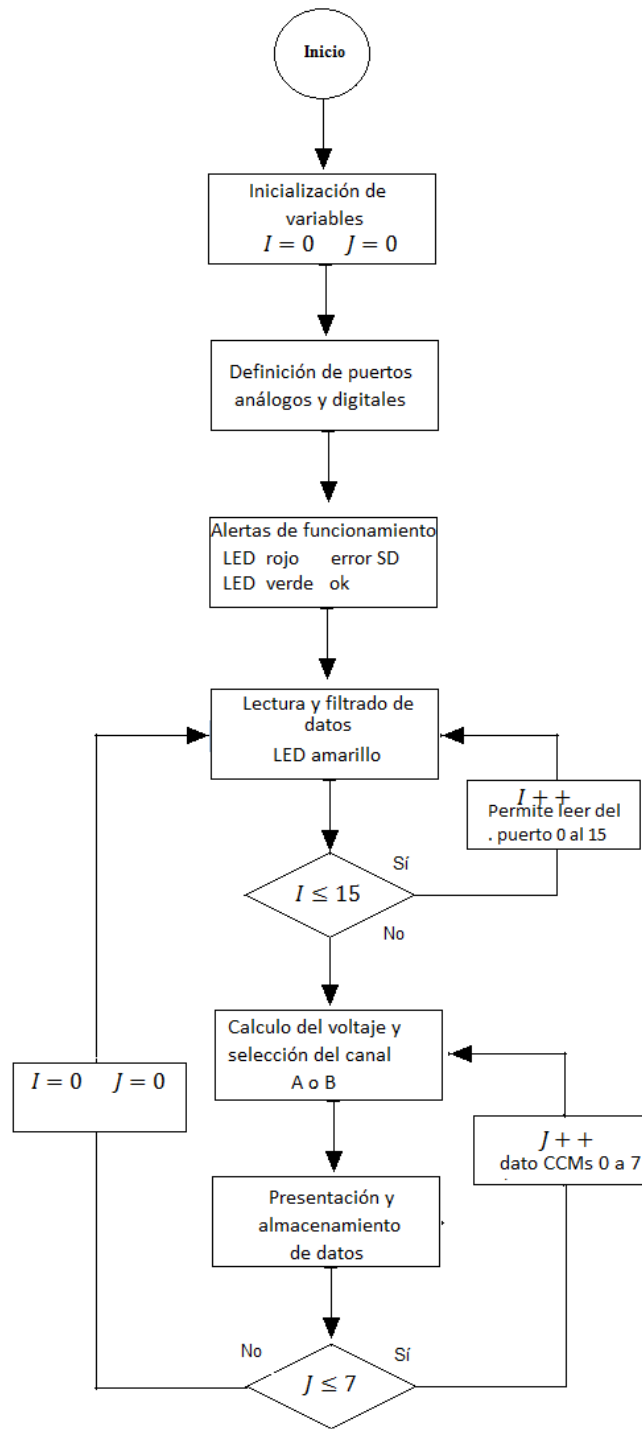 Inicio
Inicialización de
variables
I = 0 J = 0
Definición de puertos
análogos y digitales
Alertas de funcionamiento
LED rojo error SD
LED verde ok
Lectura y filtrado de
datos
LED amarillo
I + +
Permite leer del
. puerto 0 al 15
Sí
I ≤ 15
No
Calculo del voltaje y
selección del canal
A o B
I = 0 J = 0
J + +
dato CCMs 0 a 7
Presentación y
almacenamiento
de datos
No
Sí
J ≤ 7